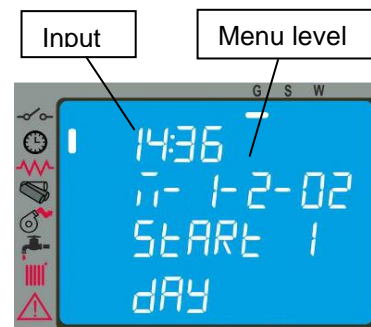 Input
Menu level
G S W
14:36
m- 1-2-02
StARt 1
dAY